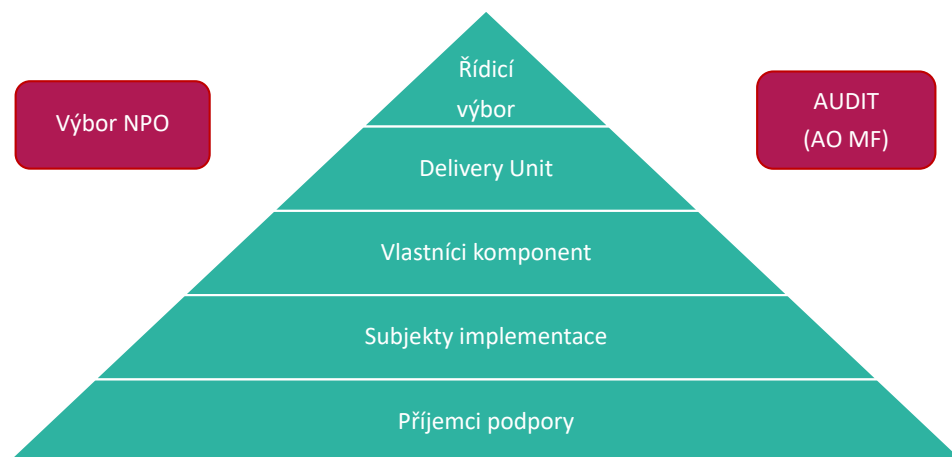 Řídicí
výbor
Výbor NPO
AUDIT
(AO MF)
Delivery Unit
Vlastníci komponent
Subjekty implementace
Příjemci podpory